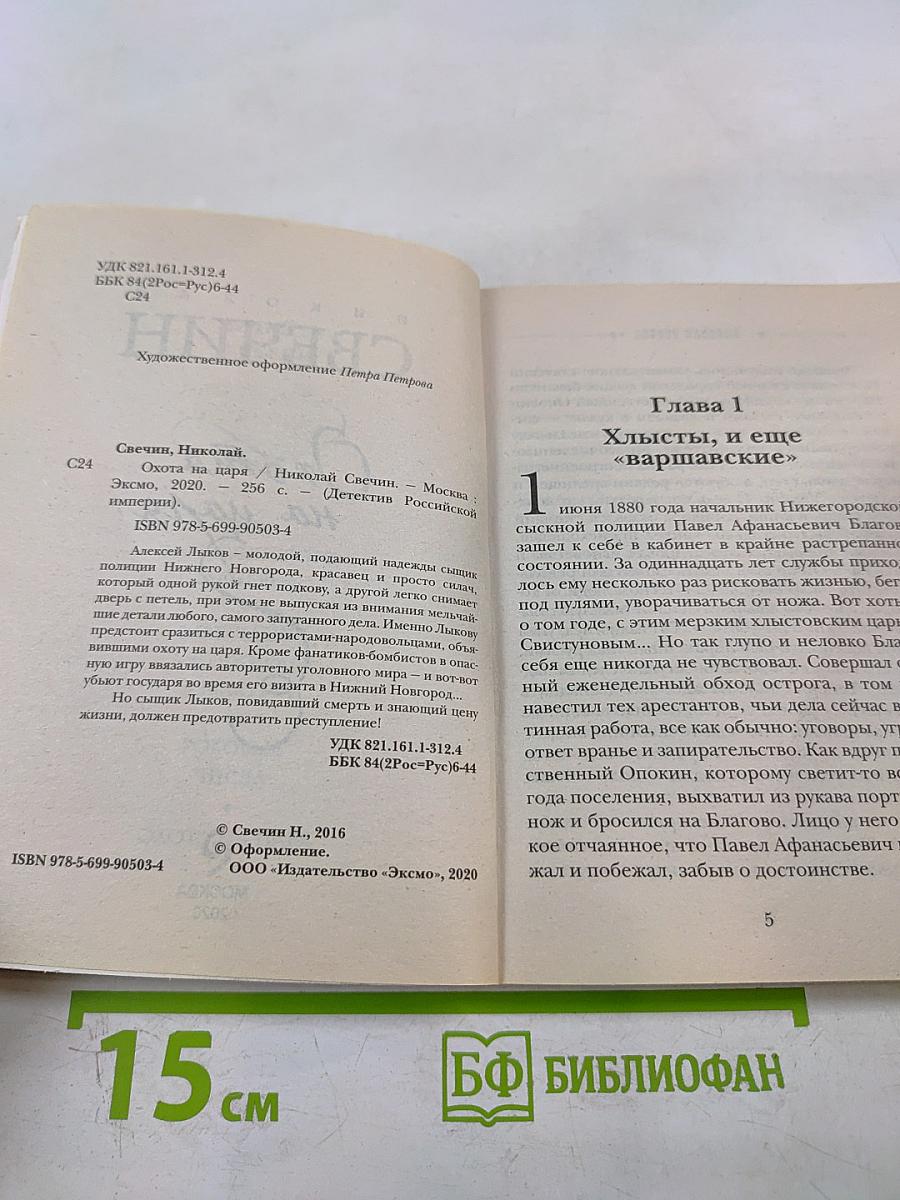 УДК 821.161.1-312.4
ББК 84(2Рос=Рус)6-44
С24
Художественное оформление Петра Петрова
Свечин, Николай.
С24 Охота на царя / Николай Свечин. — Москва :
Эксмо, 2020. — 256 с. — (Детектив Российской
империи).
ISBN 978-5-699-90503-4
Алексей Лыков – молодой, подающий надежды сыщик
полиции Нижнего Новгорода, красавец и просто силач,
который одной рукой гнет подкову, а другой легко снимает
дверь с петель, при этом не выпуская из внимания мельчай-
шие детали любого, самого запутанного дела. Именно Лыкову
предстоит сразиться с террористами-народовольцами, объя-
вившими охоту на царя. Кроме фанатиков-бомбистов в опас-
ную игру ввязались авторитеты уголовного мира – и вот-вот
убьют государя во время его визита в Нижний Новгород...
Но сыщик Лыков, повидавший смерть и знающий цену
жизни, должен предотвратить преступление!
УДК 821.161.1-312.4
ББК 84(2Рос=Рус)6-44
© Свечин Н., 2016
© Оформление.
ISBN 978-5-699-90503-4 ООО «Издательство «Эксмо», 2020
Глава 1
Хлысты, и еще
«варшавские»
1 июня 1880 года начальник Нижегородской
сыскной полиции Павел Афанасьевич Благов
зашел к себе в кабинет в крайне растрепанно
состоянии. За одиннадцать лет службы приход
лось ему несколько раз рисковать жизнью, бег
под пулями, уворачиваться от ножа. Вот хоть
о том годе, с этим мерзким хлыстовским царь
Свистуновым... Но так глупо и неловко Бла
себя еще никогда не чувствовал. Совершал о
ный еженедельный обход острога, в том
навестил тех арестантов, чьи дела сейчас в
тинная работа, все как обычно: уговоры, угр
ответ вранье и запирательство. Как вдруг п
ственный Опокин, которому светит-то вс
года поселения, выхватил из рукава порт
нож и бросился на Благово. Лицо у него
кое отчаянное, что Павел Афанасьевич
жал и побежал, забыв о достоинстве.
5
15 см
БФ БИБЛИОФАН